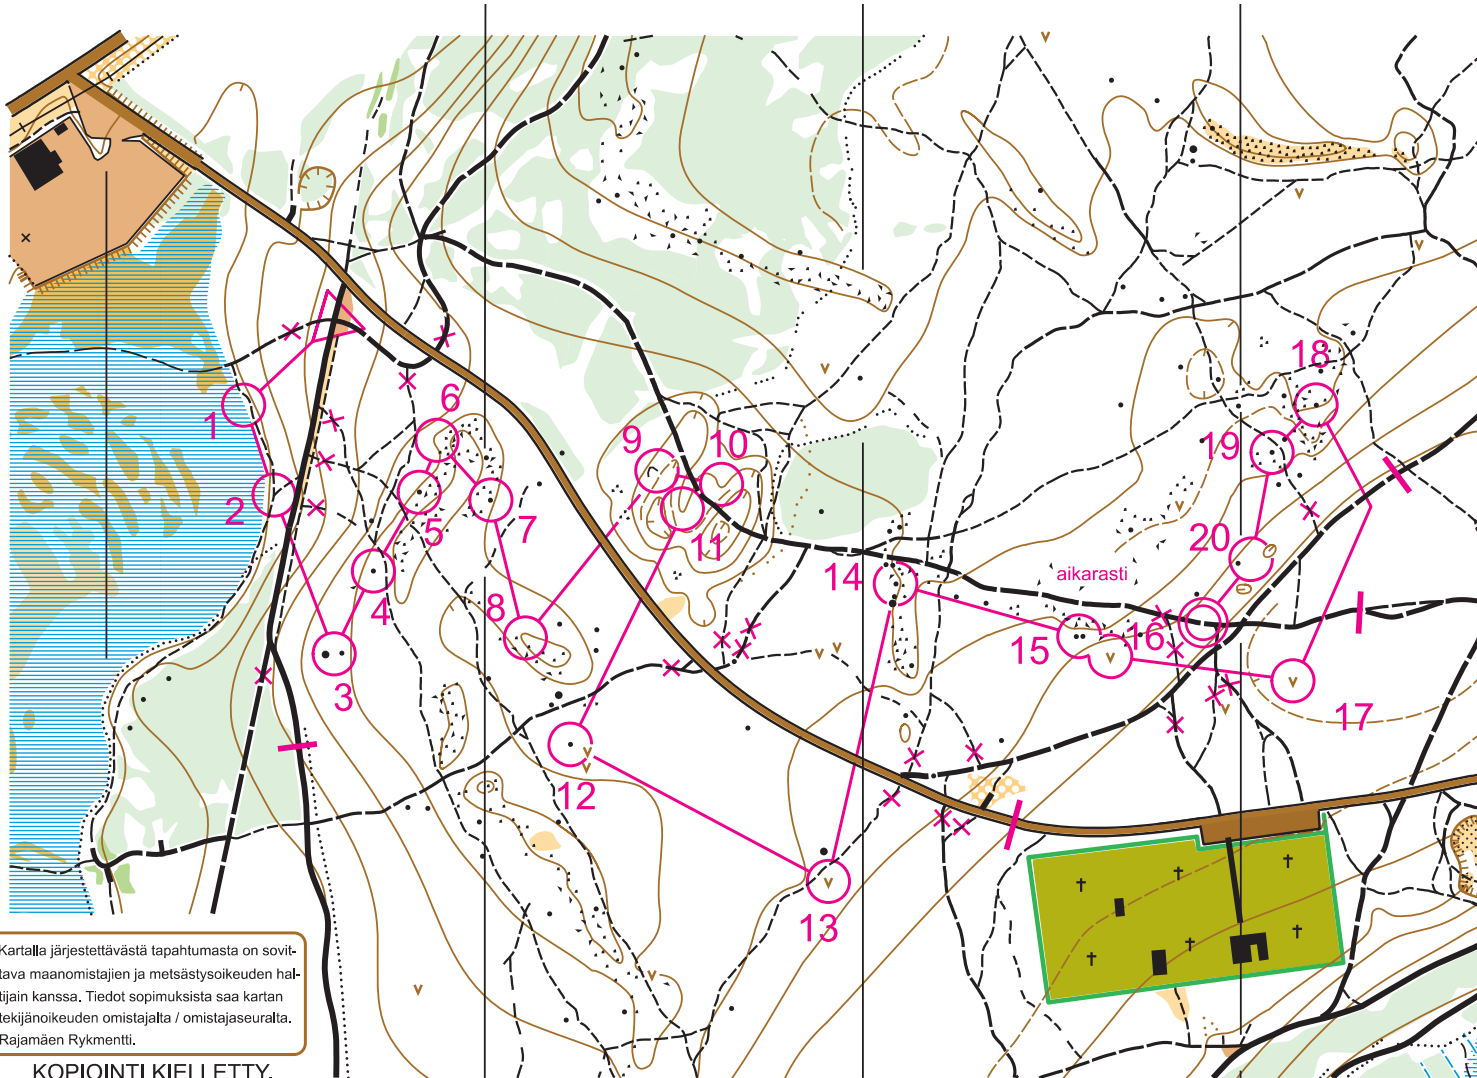 18
6
9
10
1
19
2
5
7
11
20
14
aikarasti
4
8
16
15
3
17
12
13
Kartalla järjestettävästä tapahtumasta on sovit-
tava maanomistajien ja metsästysoikeuden hal-
tijain kanssa. Tiedot sopimuksista saa kartan
tekijänoikeuden omistajalta / omistajaseuralta.
Rajamäen Rykmentti.
KOPIOINTI KIELLETTY.